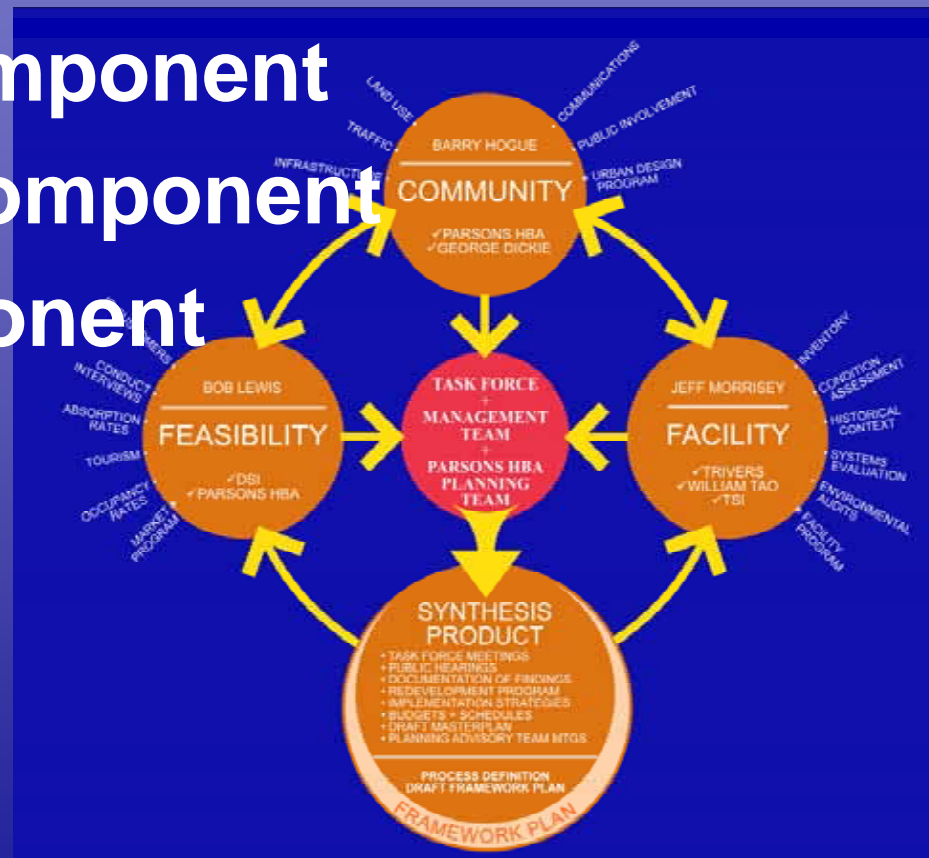 mponent
omponent
onent
LAND USE
TRAFFIC
INFRASTRUCTURE
COMMUNICATIONS
PUBLIC INVOLVEMENT
URBAN DESIGN
PROGRAM
BARRY HOGUE
COMMUNITY
✓PARSONS HBA
✓GEORGE DICKIE
CUSTOMERS
CONDUCT
INTERVIEWS
ABSORPTION
RATES
TOURISM
OCCUPANCY
RATES
MARKET
PROGRAM
BOB LEWIS
FEASIBILITY
✓DSI
✓PARSONS HBA
TASK FORCE
+
MANAGEMENT
TEAM
+
PARSONS HBA
PLANNING
TEAM
JEFF MORRISEY
FACILITY
✓TRIVERS
✓WILLIAM TAO
✓TSI
INVENTORY
CONDITION
ASSESSMENT
HISTORICAL
CONTEXT
SYSTEMS
EVALUATION
ENVIRONMENTAL
AUDITS
FACILITY
PROGRAM
SYNTHESIS
PRODUCT
• TASK FORCE MEETINGS
• PUBLIC HEARINGS
• DOCUMENTATION OF FINDINGS
• REDEVELOPMENT PROGRAM
• IMPLEMENTATION STRATEGIES
• BUDGETS + SCHEDULES
• DRAFT MASTERPLAN
• PLANNING ADVISORY TEAM MTGS
PROCESS DEFINITION
DRAFT FRAMEWORK PLAN
FRAMEWORK PLAN